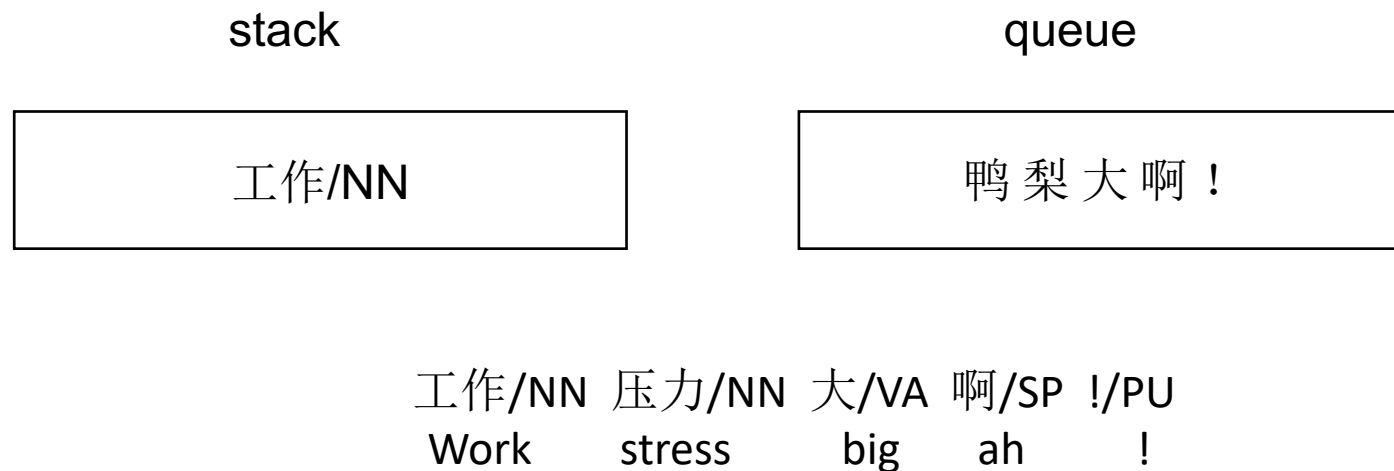 stack queue
工作/NN 鸭 梨 大 啊 !
工作/NN 压力/NN 大/VA 啊/SP !/PU
Work stress big ah !